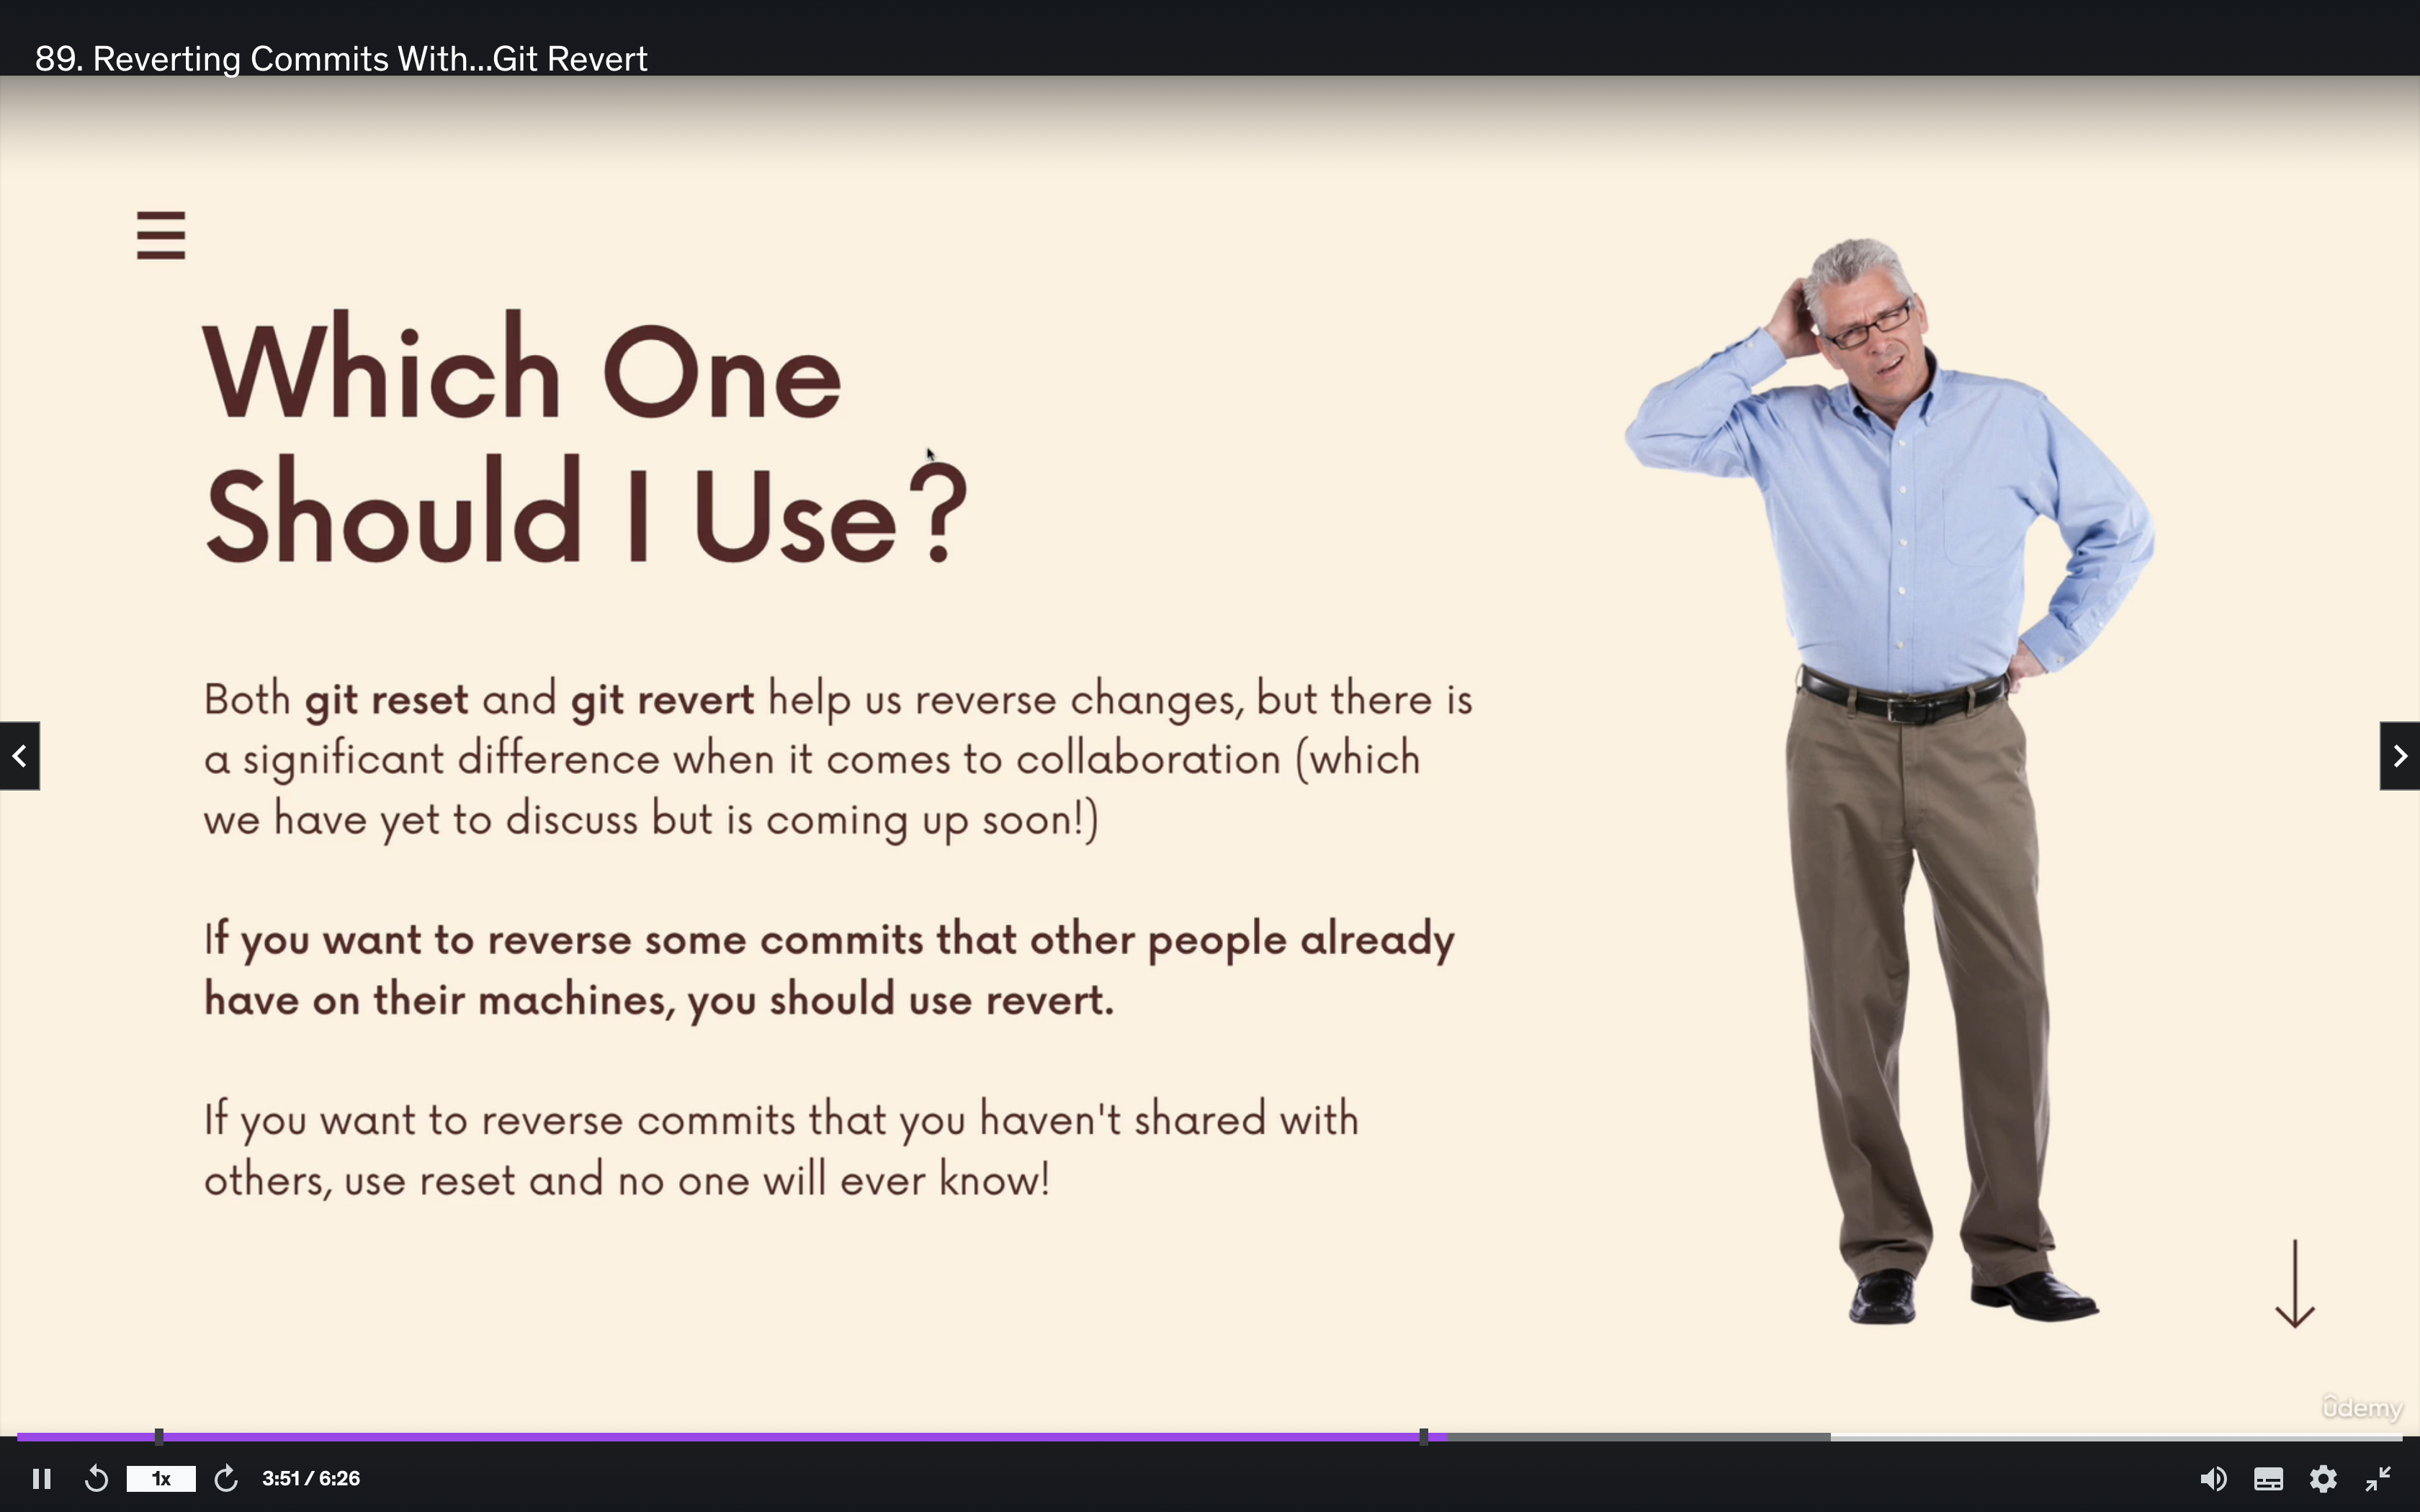 89. Reverting Commits With...Git Revert
Which One
Should I Use?
Both git reset and git revert help us reverse changes, but there is
a significant difference when it comes to collaboration (which
we have yet to discuss but is coming up soon!)
If you want to reverse some commits that other people already
have on their machines, you should use revert.
If you want to reverse commits that you haven't shared with
others, use reset and no one will ever know!
ûdemy
1x
3:51 / 6:26